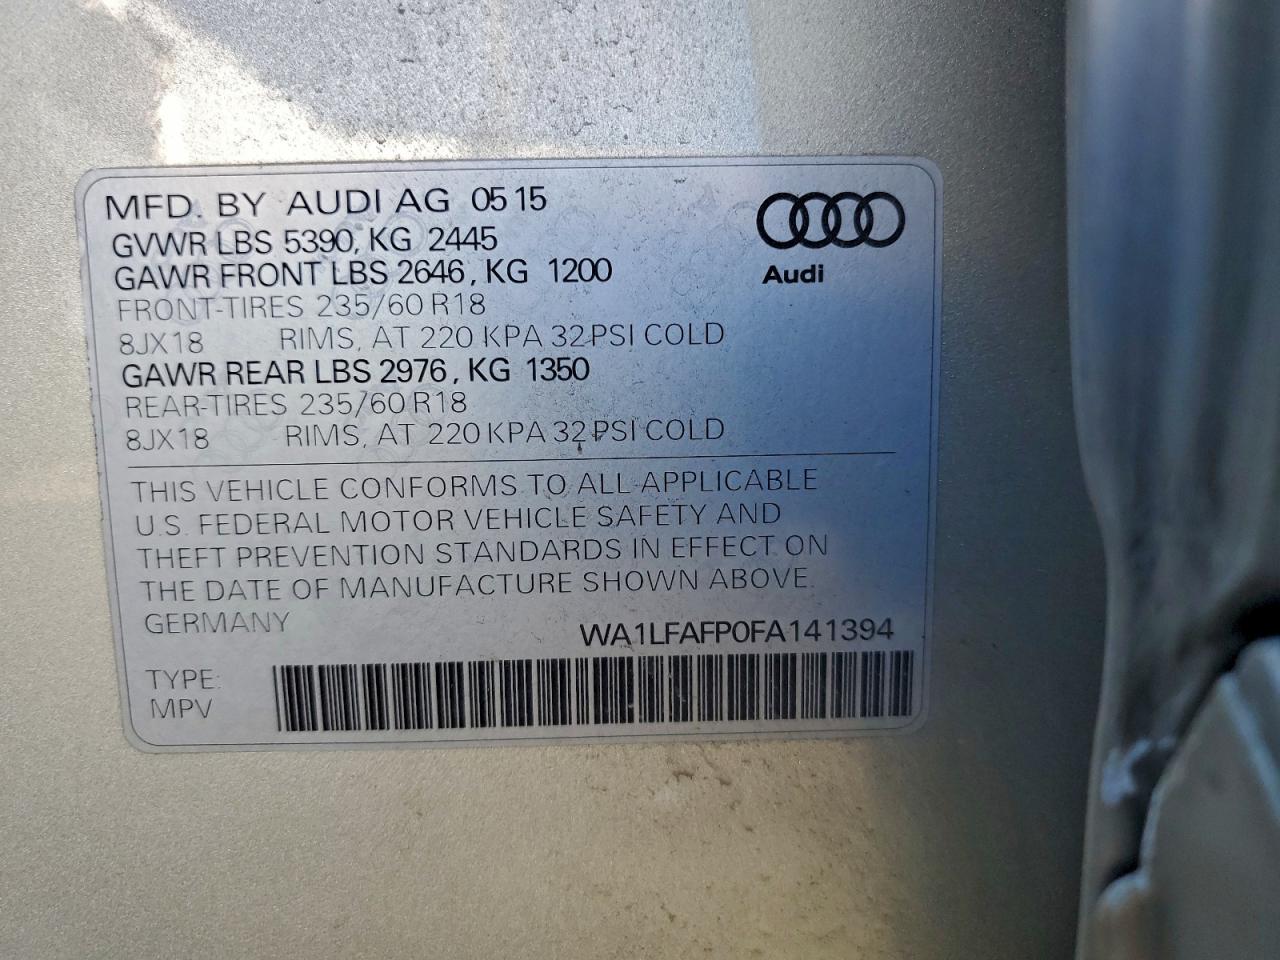 MFD. BY AUDI AG 05 15
GVWR LBS 5390, KG 2445
GAWR FRONT LBS 2646, KG 1200
FRONT-TIRES 235/60 R18
8JX18 RIMS, AT 220 KPA 32 PSI COLD
GAWR REAR LBS 2976, KG 1350
REAR-TIRES 235/60 R18
8JX18 RIMS, AT 220 KPA 32 PSI COLD
Audi
THIS VEHICLE CONFORMS TO ALL APPLICABLE
U.S. FEDERAL MOTOR VEHICLE SAFETY AND
THEFT PREVENTION STANDARDS IN EFFECT ON
THE DATE OF MANUFACTURE SHOWN ABOVE.
GERMANY
WA1LFAFP0FA141394
TYPE:
MPV